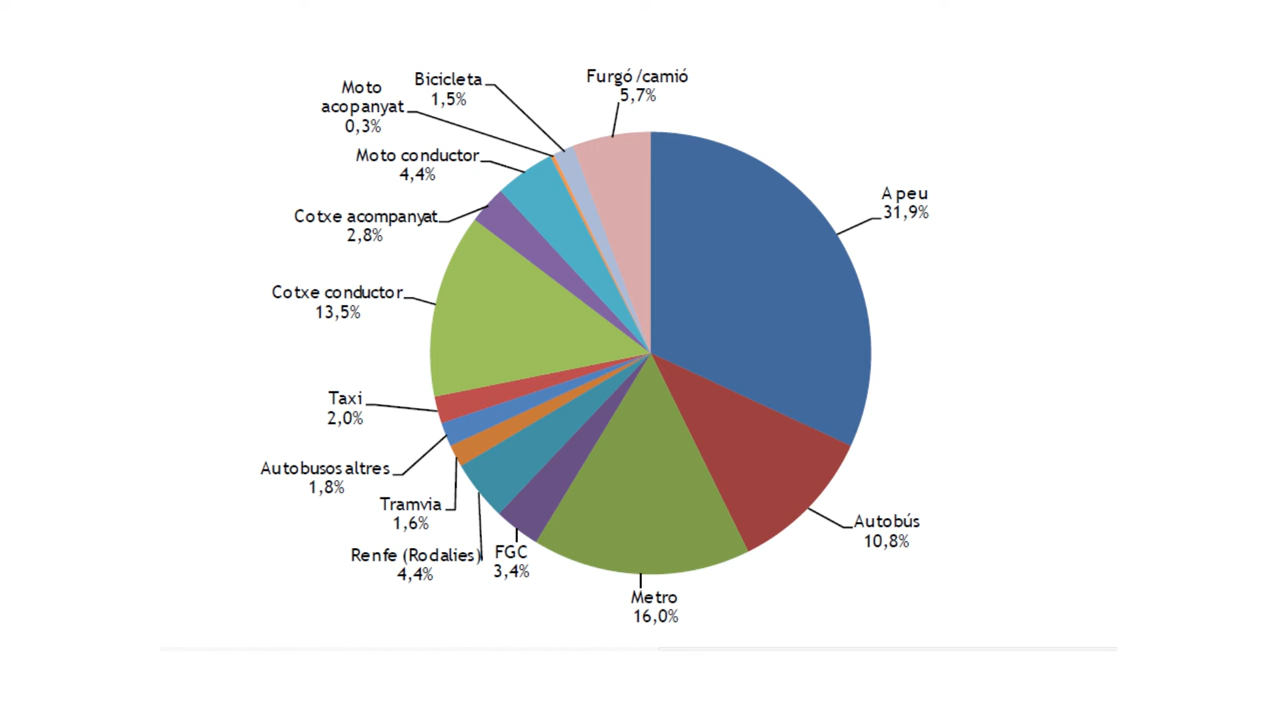 Bicicleta
1,5%
Furgó/camió
5,7%
Moto
acopanyat
0,3%
Moto conductor
4,4%
A peu
31,9%
Cotxe acompanyat
2,8%
Cotxe conductor
13,5%
Taxi
2,0%
Autobusos altres
1,8%
Tramvia
1,6%
Renfe (Rodalies)
4,4%
FGC
3,4%
Autobús
10,8%
Metro
16,0%